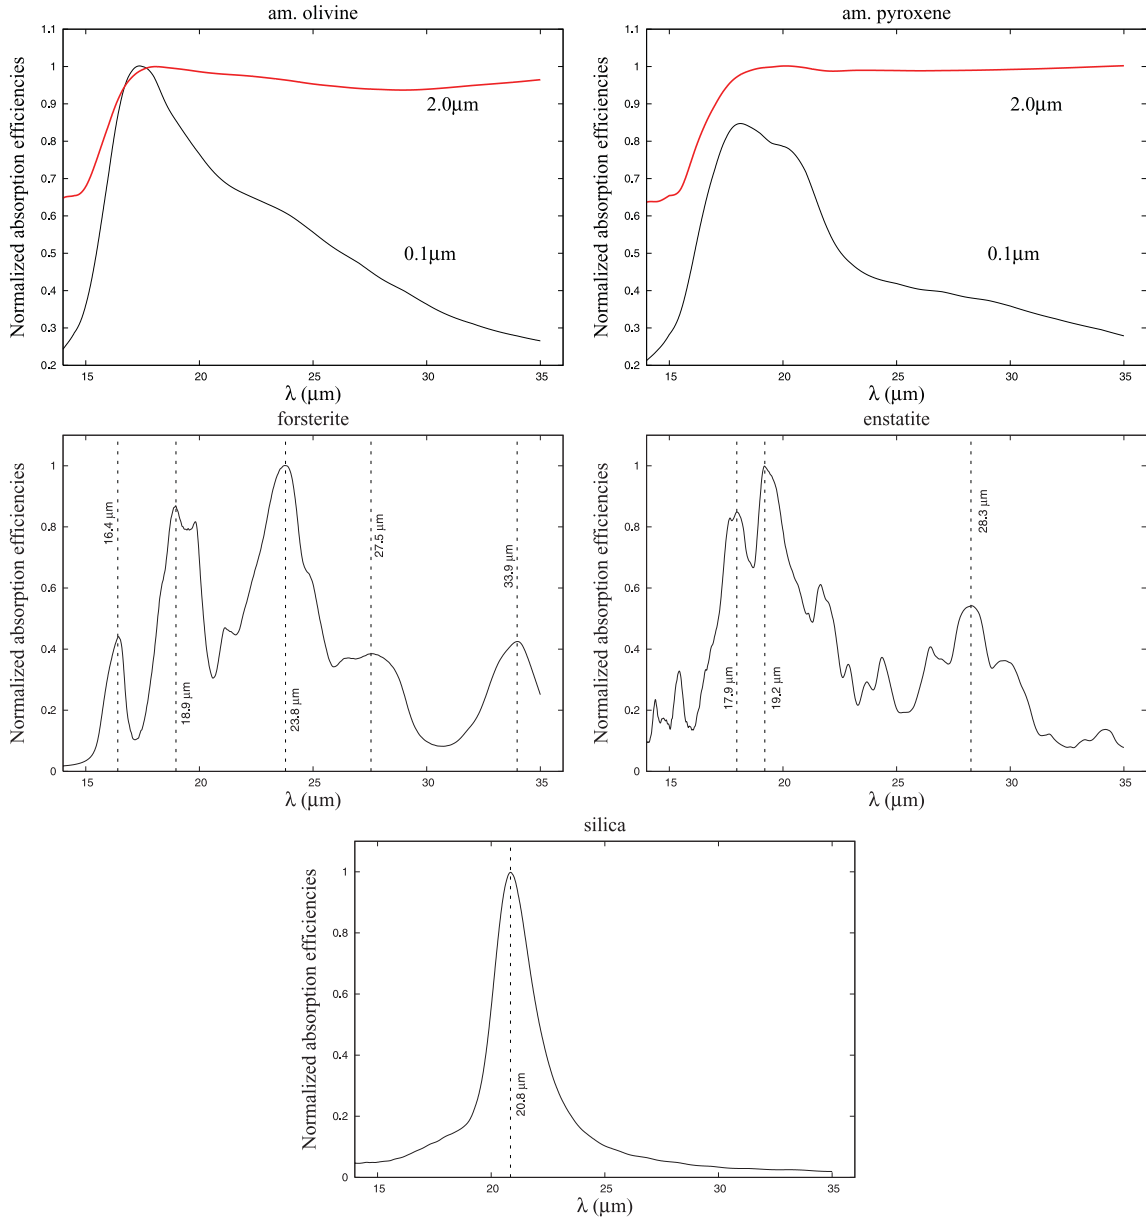 am. olivine
Normalized absorption efficiencies
1.1
1
0.9
0.8
0.7
0.6
0.5
0.4
0.3
0.2
2.0μm
0.1μm
15 20 25 30 35
λ (μm)
am. pyroxene
Normalized absorption efficiencies
1.1
1
0.9
0.8
0.7
0.6
0.5
0.4
0.3
0.2
2.0μm
0.1μm
15 20 25 30 35
λ (μm)
forsterite
Normalized absorption efficiencies
1
0.8
0.6
0.4
0.2
0
16.4 μm
18.9 μm
23.8 μm
27.5 μm
33.9 μm
15 20 25 30 35
λ (μm)
enstatite
Normalized absorption efficiencies
1
0.8
0.6
0.4
0.2
0
17.9 μm
19.2 μm
28.3 μm
15 20 25 30 35
λ (μm)
silica
Normalized absorption efficiencies
1
0.8
0.6
0.4
0.2
0
20.8 μm
15 20 25 30 35
λ (μm)